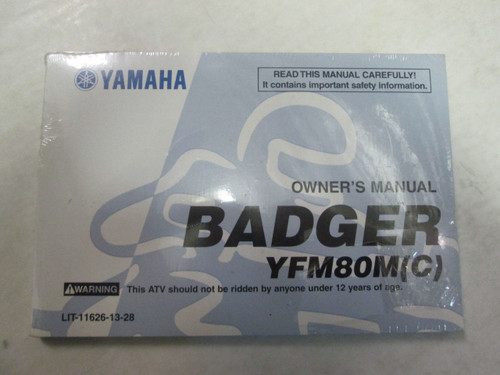 YAMAHA
READ THIS MANUAL CAREFULLY!
It contains important safety information.
OWNER'S MANUAL
BADGER
YFM80M(C)
WARNING This ATV should not be ridden by anyone under 12 years of age.
LIT-11626-13-28